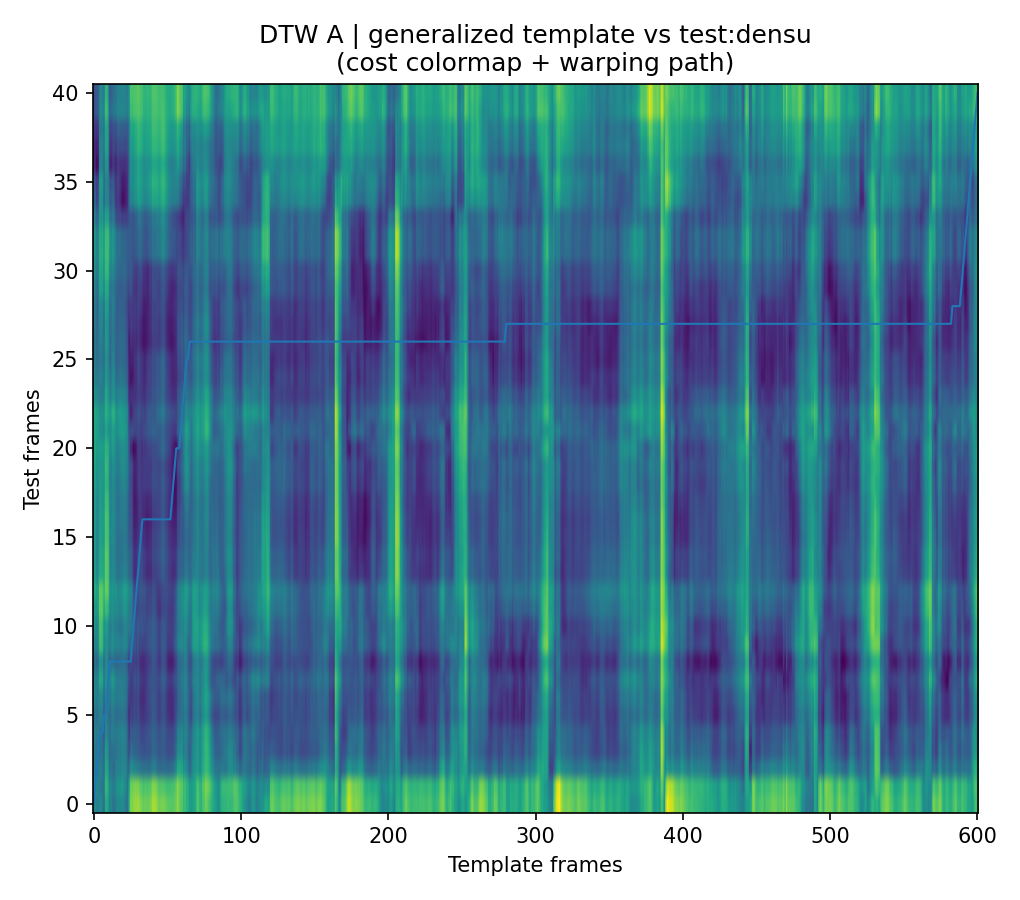 DTW A | generalized template vs test:densu
(cost colormap + warping path)
40
35
30
25
20
15
10
5
0
Test frames
0 100 200 300 400 500 600
Template frames